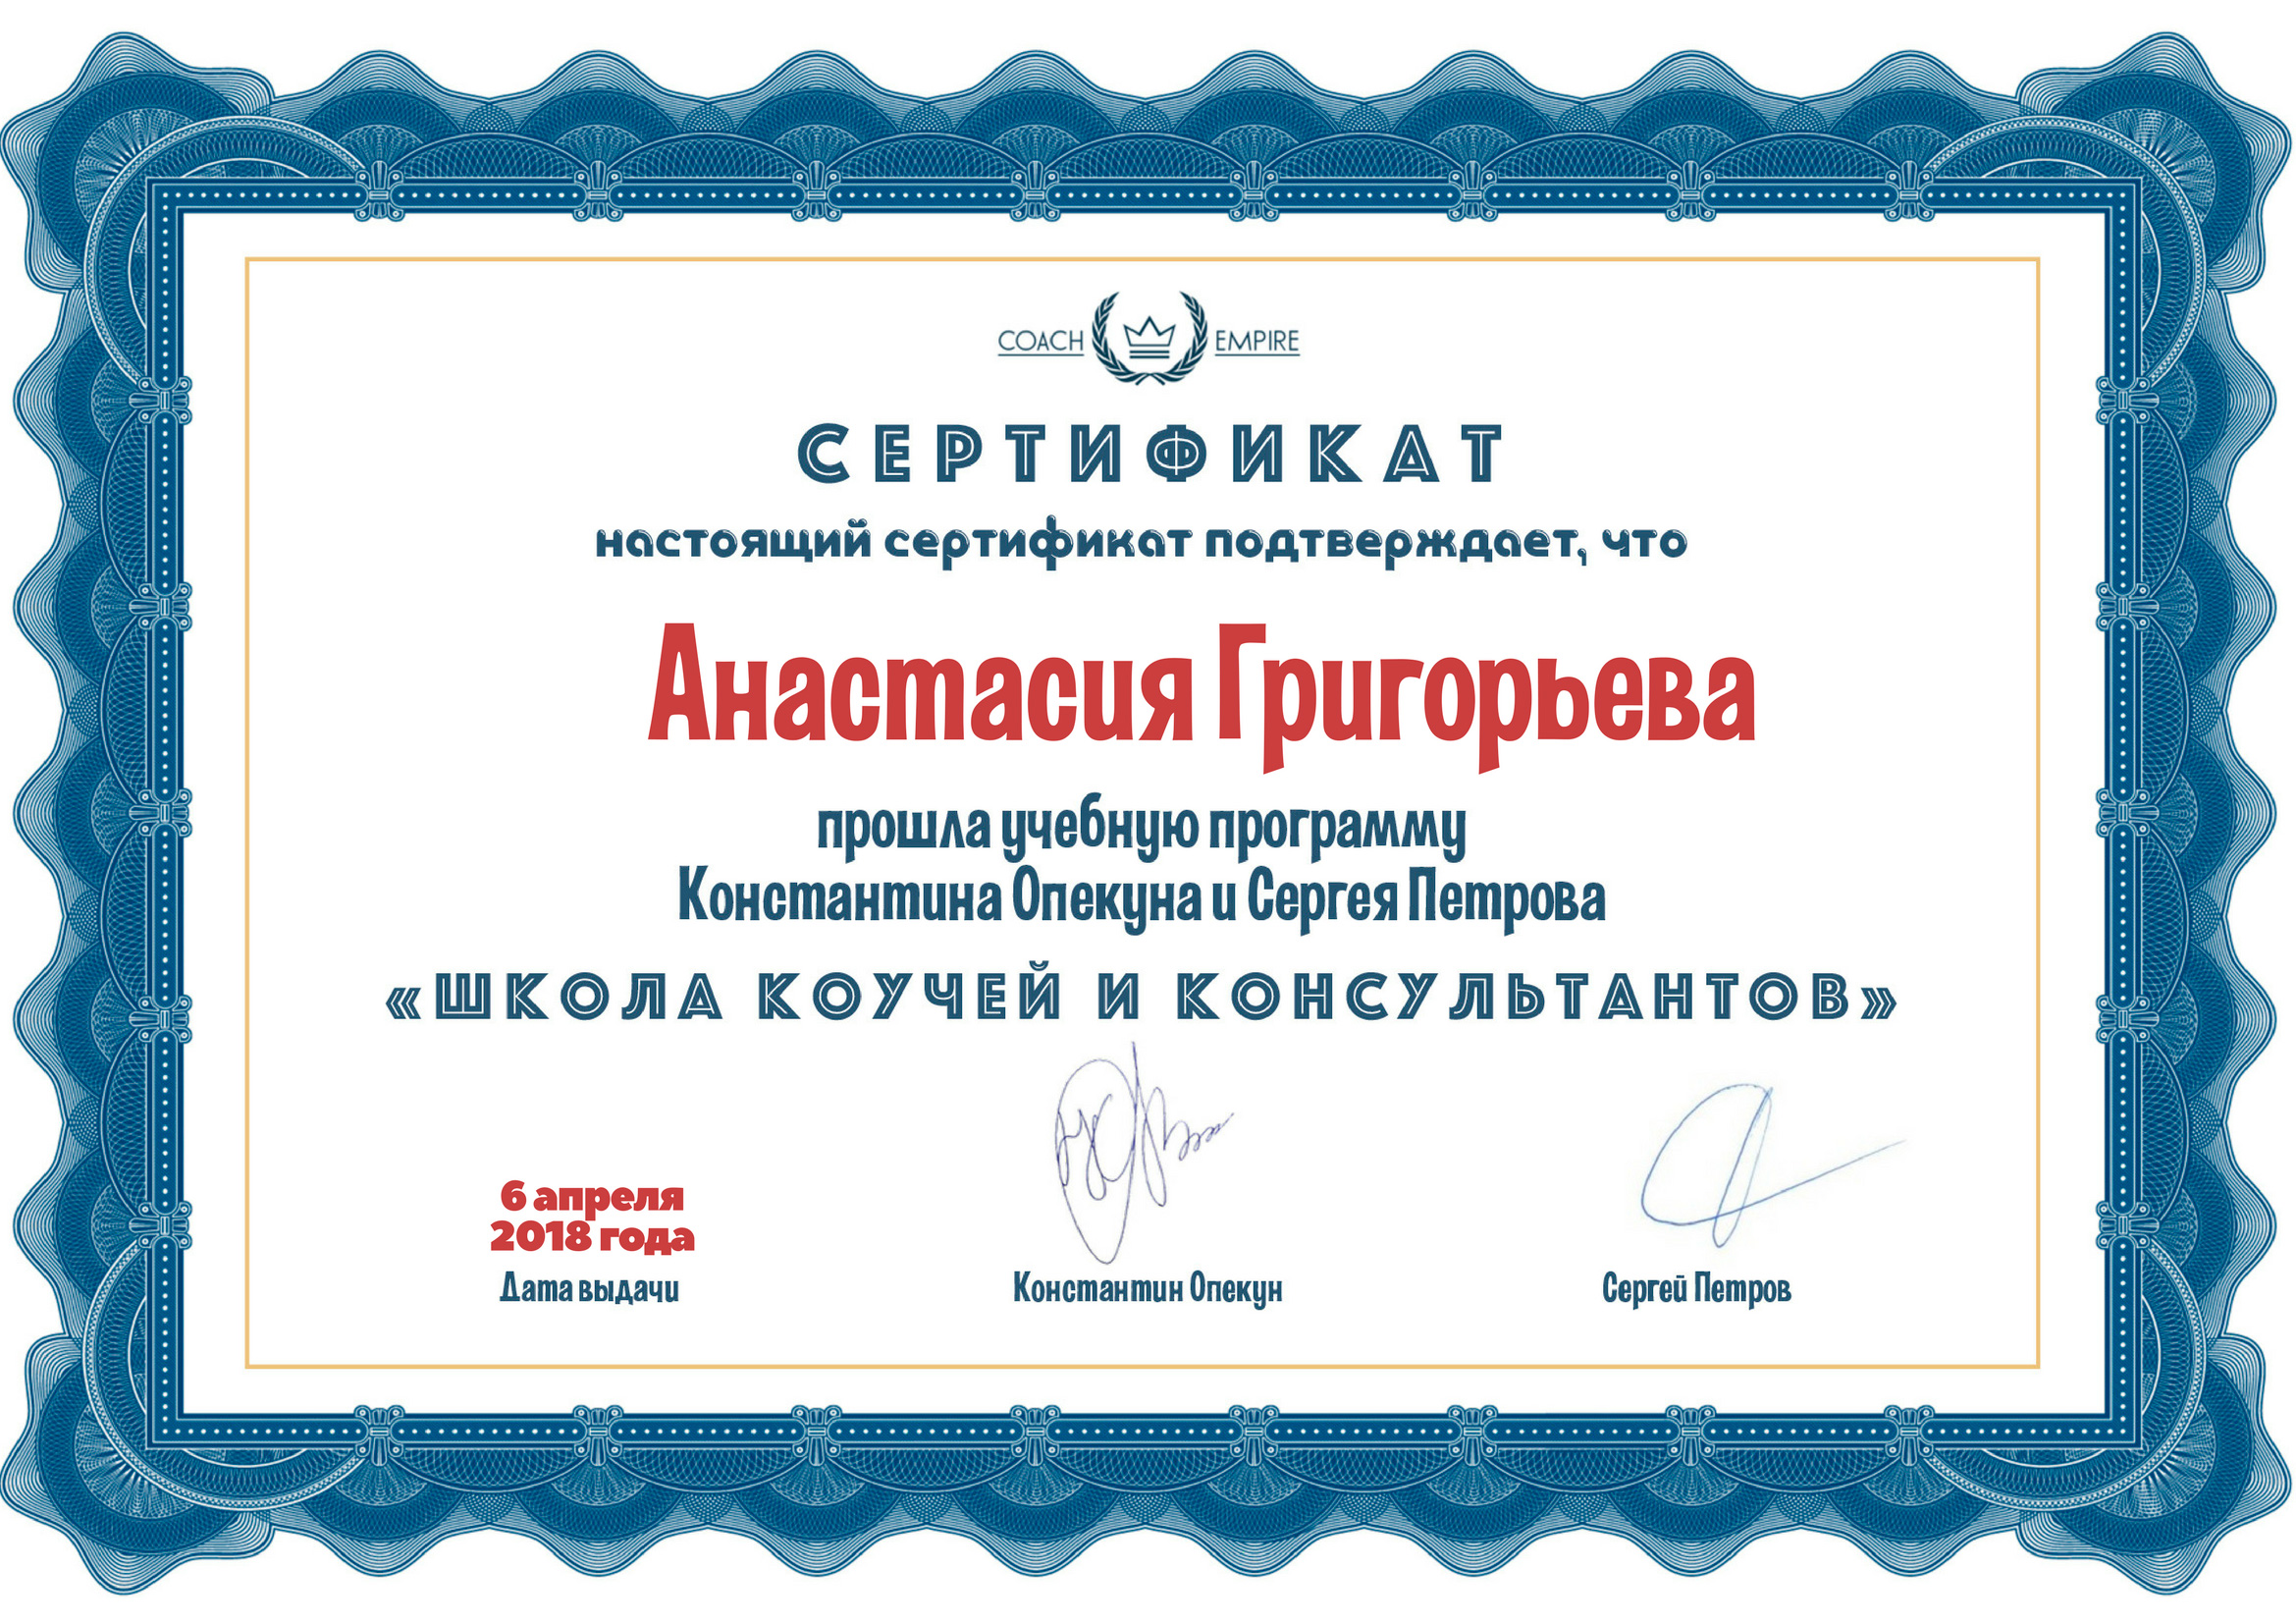 COACH EMPIRE
СЕРТИФИКАТ
настоящий сертификат подтверждает, что
Анастасия Григорьева
прошла учебную программу
Константина Опекуна и Сергея Петрова
«ШКОЛА КОУЧЕЙ И КОНСУЛЬТАНТОВ»
6 апреля
2018 года
Дата выдачи
Константин Опекун
Сергей Петров